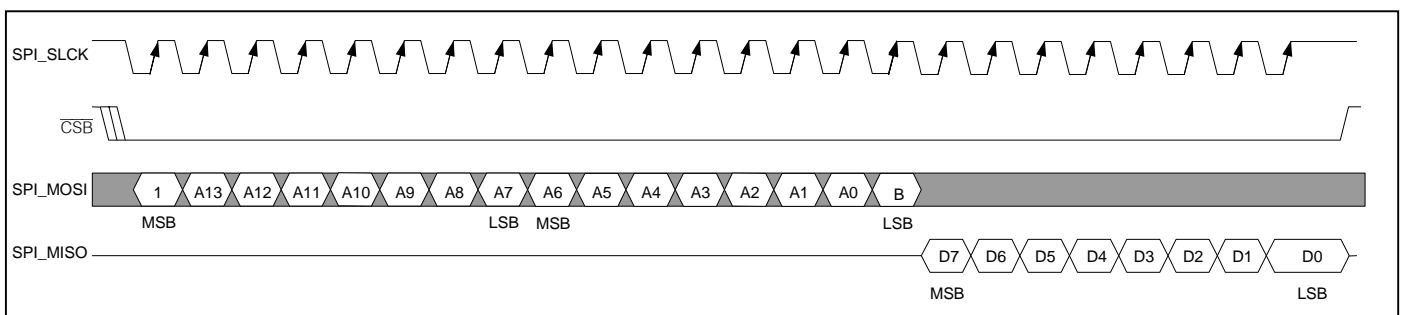 SPI_SLCK
CSB
SPI_MOSI 1 A13 A12 A11 A10 A9 A8 A7 A6 A5 A4 A3 A2 A1 A0 B
MSB LSB MSB LSB
SPI_MISO D7 D6 D5 D4 D3 D2 D1 D0
MSB LSB